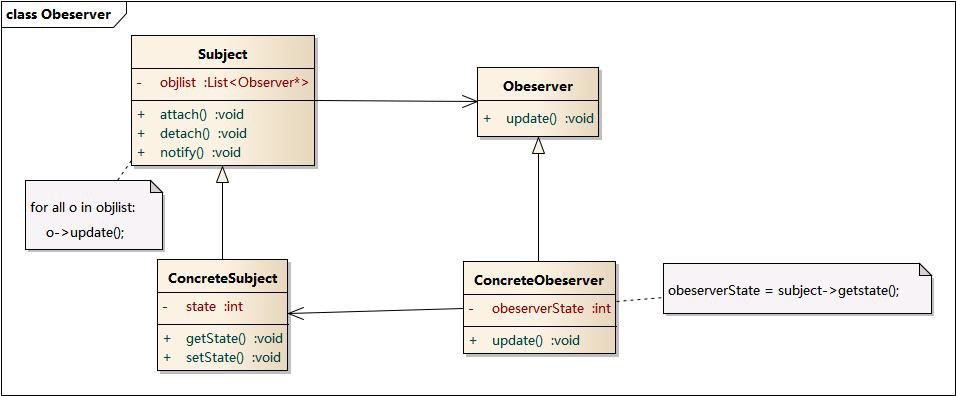 class Obeserver
Subject
- objlist :List<Observer*>
+ attach() :void
+ detach() :void
+ notify() :void
Obeserver
+ update() :void
for all o in objlist:
o->update();
ConcreteSubject
- state :int
+ getState() :void
+ setState() :void
ConcreteObeserver
- obeserverState :int
+ update() :void
obeserverState = subject->getstate();